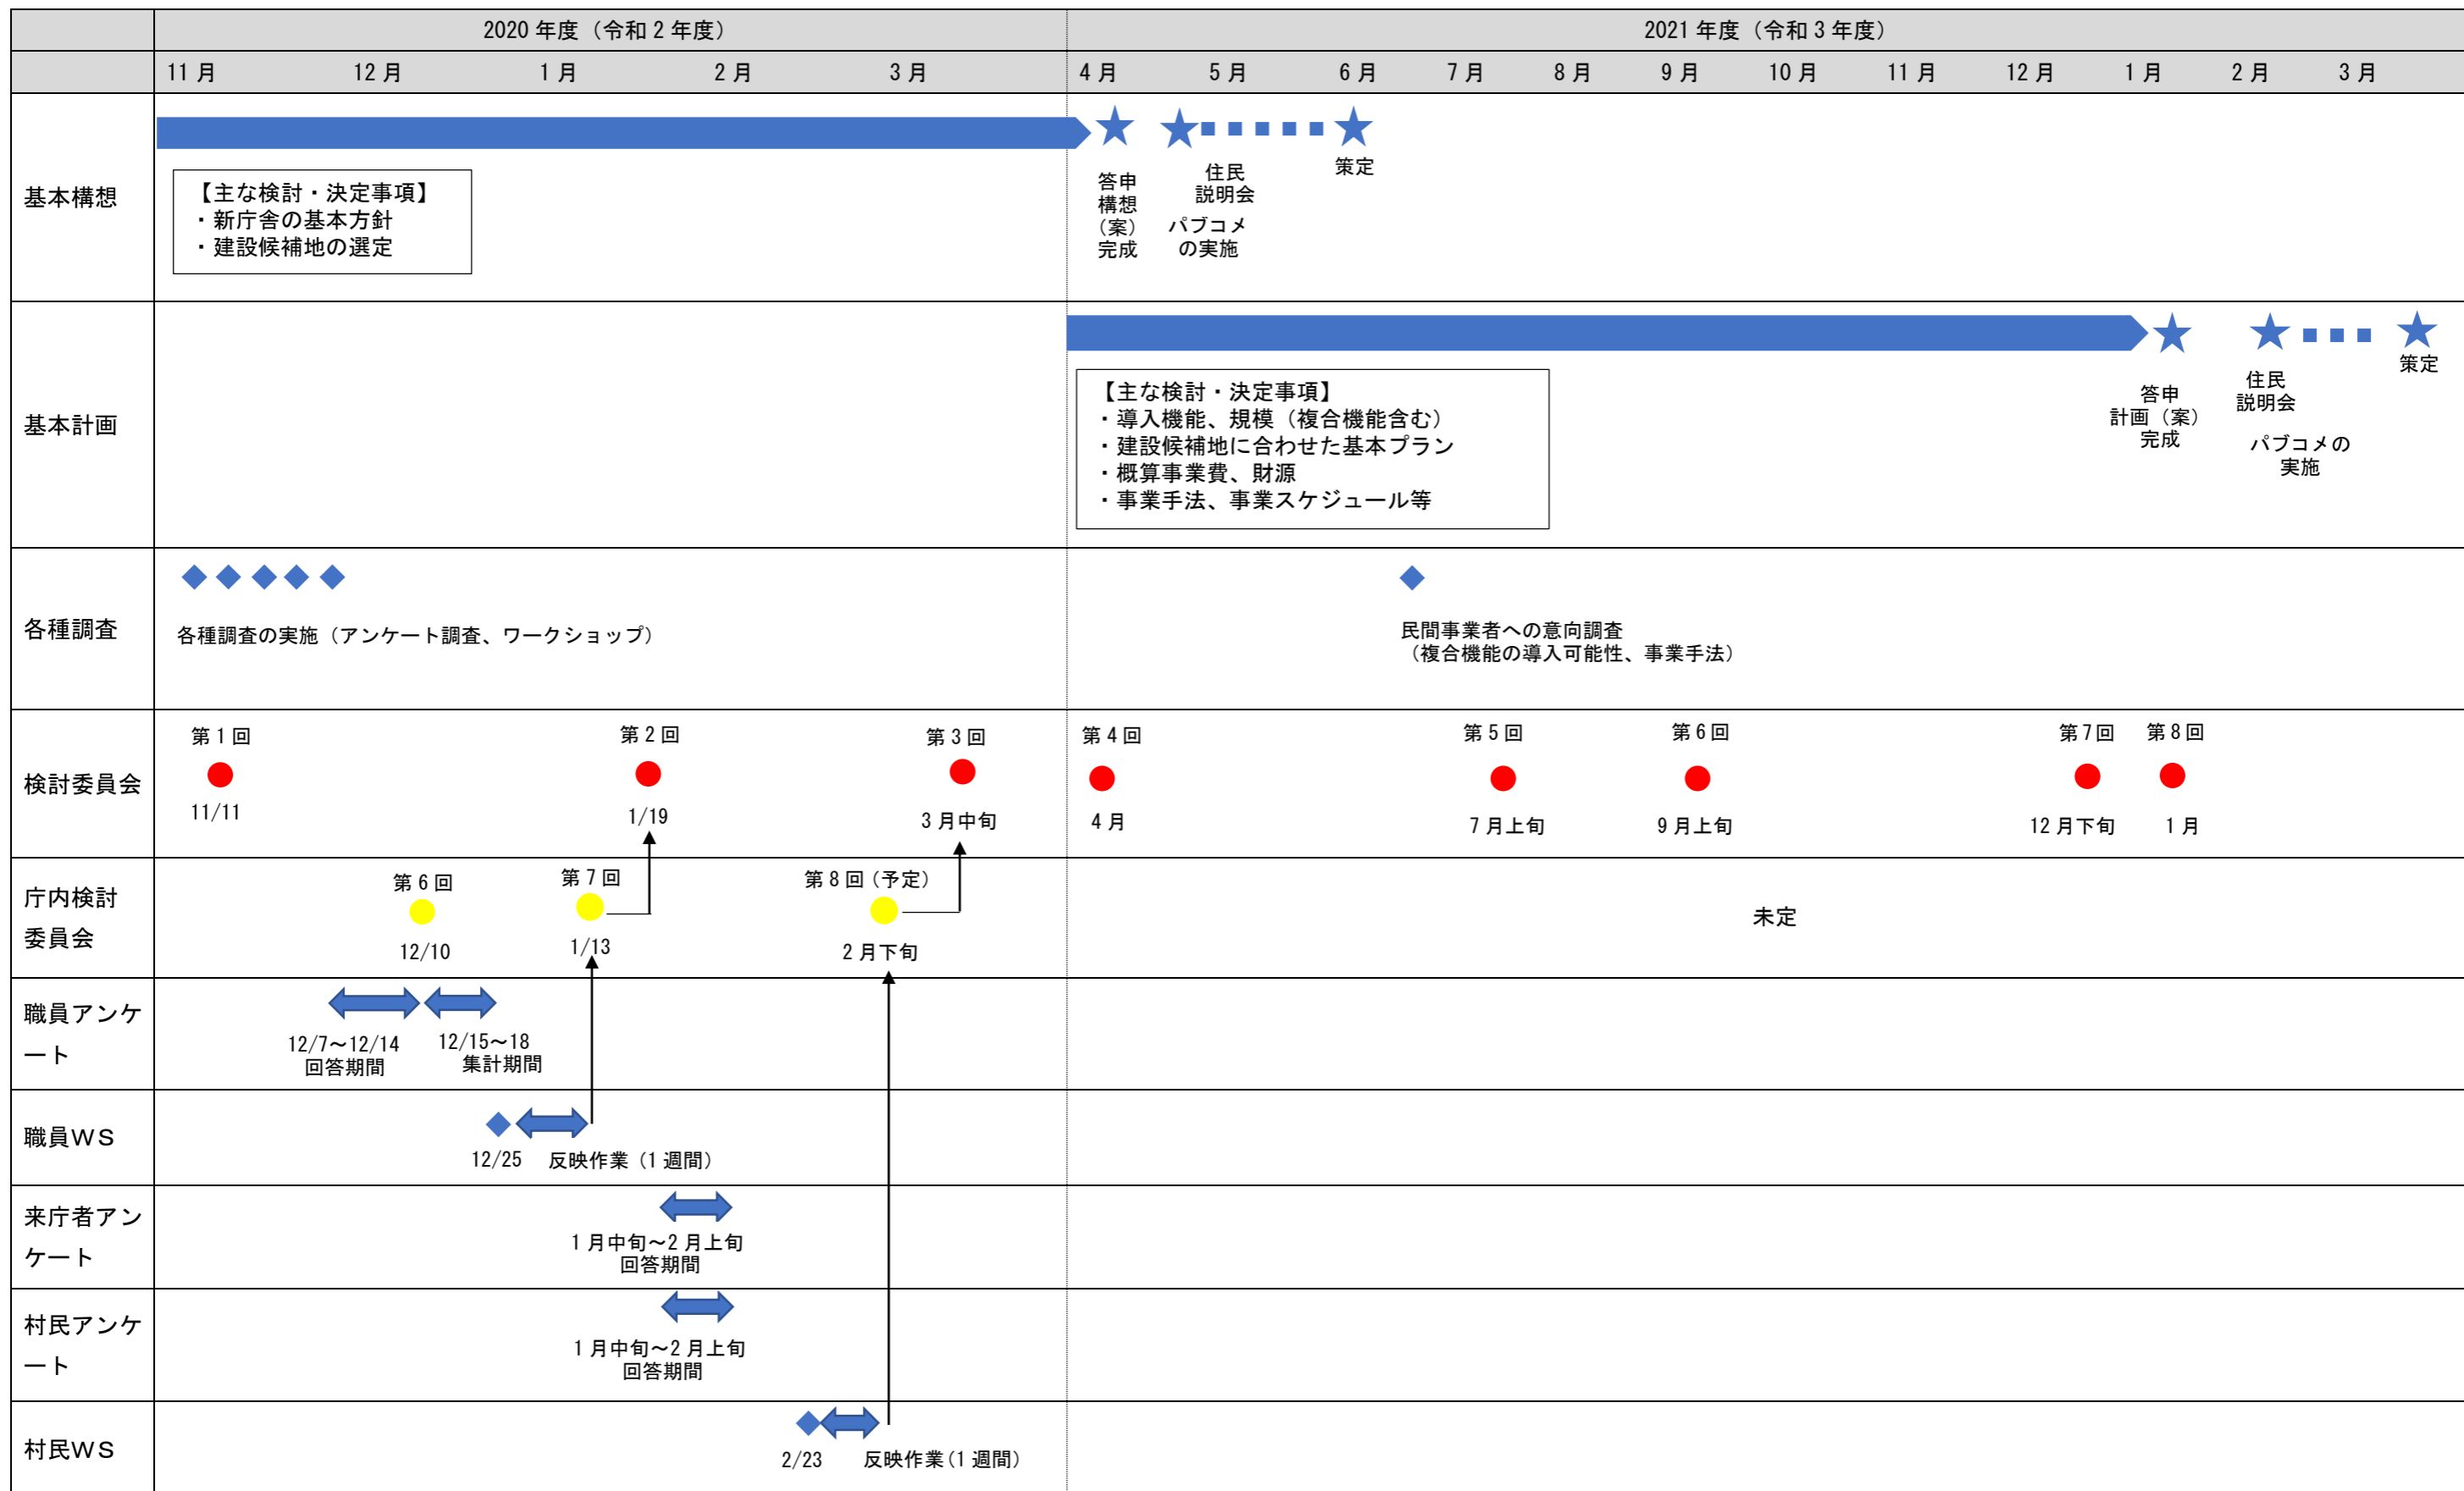 2020 年度（令和 2 年度）
2021 年度（令和 3 年度）
11 月
12 月
1 月
2 月
3 月
4 月
5 月
6 月
7 月
8 月
9 月
10 月
11 月
12 月
1 月
2 月
3 月
基本構想
【主な検討・決定事項】
・新庁舎の基本方針
・建設候補地の選定
答申
構想
（案）
完成
住民
説明会
パブコメ
の実施
策定
基本計画
【主な検討・決定事項】
・導入機能、規模（複合機能含む）
・建設候補地に合わせた基本プラン
・概算事業費、財源
・事業手法、事業スケジュール等
答申
計画（案）
完成
住民
説明会
パブコメの
実施
策定
各種調査
各種調査の実施（アンケート調査、ワークショップ）
民間事業者への意向調査
（複合機能の導入可能性、事業手法）
検討委員会
第 1 回
11/11
第 2 回
1/19
第 3 回
3 月中旬
第 4 回
4 月
第 5 回
7 月上旬
第 6 回
9 月上旬
第 7 回
12 月下旬
第 8 回
1 月
庁内検討
委員会
第 6 回
12/10
第 7 回
1/13
第 8 回（予定）
2 月下旬
未定
職員アンケ
ート
12/7～12/14
回答期間
12/15～18
集計期間
職員ＷＳ
12/25
反映作業（1 週間）
来庁者アン
ケート
1 月中旬～2 月上旬
回答期間
村民アンケ
ート
1 月中旬～2 月上旬
回答期間
村民ＷＳ
2/23
反映作業（1 週間）